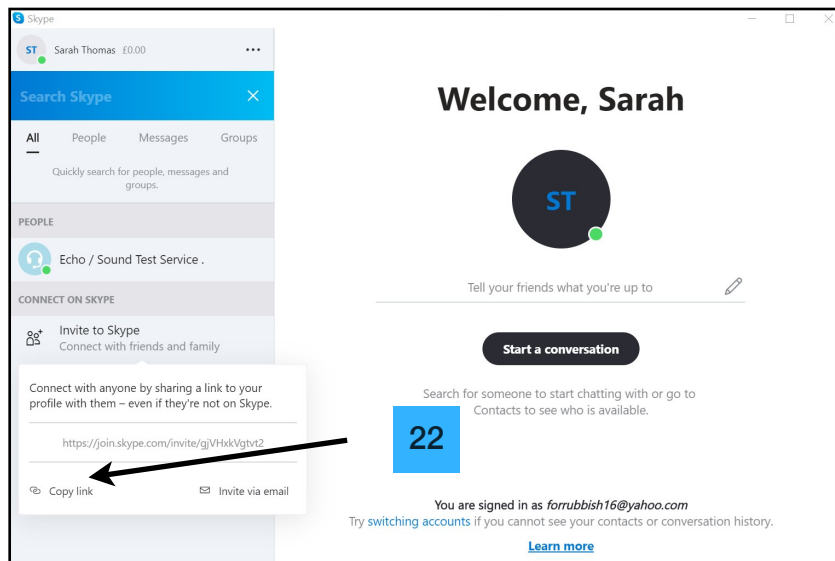 Skype
ST Sarah Thomas £0.00
Search Skype
All People Messages Groups
Quickly search for people, messages and
groups.
PEOPLE
Echo / Sound Test Service .
CONNECT ON SKYPE
Invite to Skype
Connect with friends and family
Connect with anyone by sharing a link to your
profile with them – even if they're not on Skype.
https://join.skype.com/invite/gjVHxkVgtvt2
Copy link Invite via email
Welcome, Sarah
ST
Tell your friends what you're up to
Start a conversation
Search for someone to start chatting with or go to
Contacts to see who is available.
22
You are signed in as forrubbish16@yahoo.com
Try switching accounts if you cannot see your contacts or conversation history.
Learn more